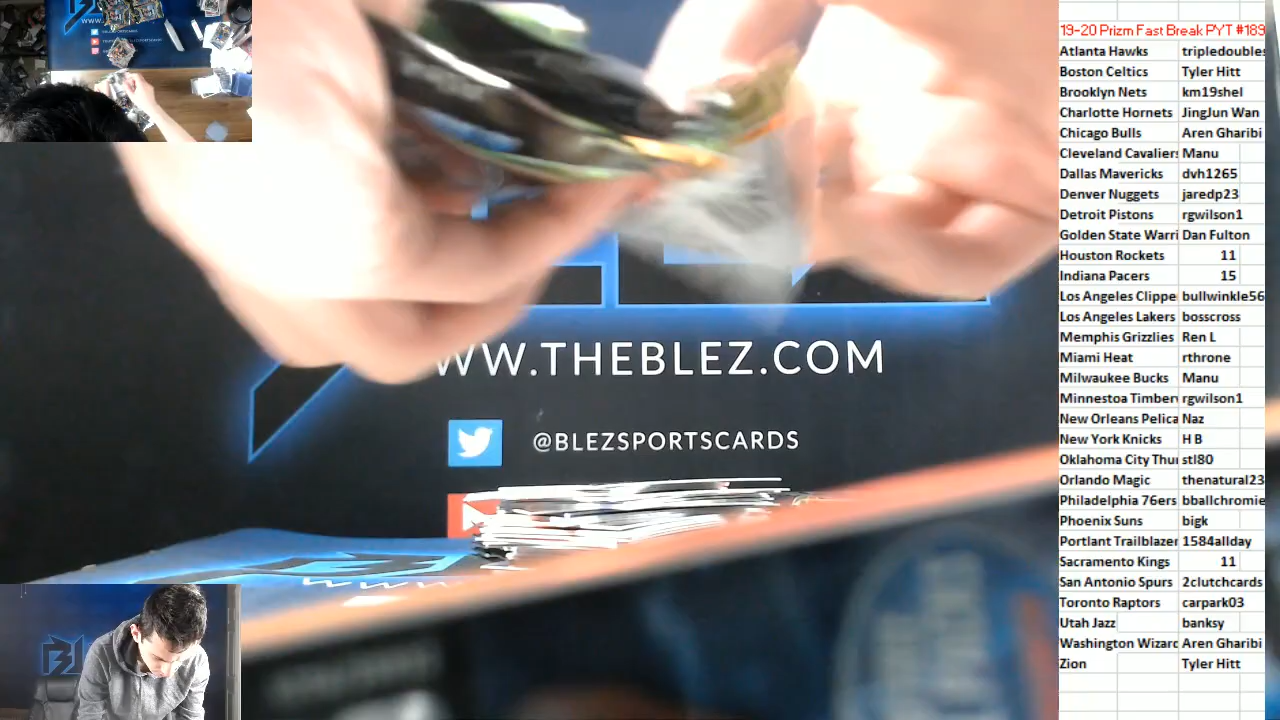 WW.THEBLEZ.COM
@BLEZSPORTSCARDS
19-20 Prizm Fast Break PYT #189
Atlanta Hawks tripledoubles
Boston Celtics Tyler Hitt
Brooklyn Nets km19shel
Charlotte Hornets JingJun Wan
Chicago Bulls Aren Gharibi
Cleveland Cavaliers Manu
Dallas Mavericks dvh1265
Denver Nuggets jaredp23
Detroit Pistons rgwilson1
Golden State Warri Dan Fulton
Houston Rockets 11
Indiana Pacers 15
Los Angeles Clippe bullwinkle56
Los Angeles Lakers bosscross
Memphis Grizzlies Ren L
Miami Heat rthrone
Milwaukee Bucks Manu
Minnestoa Timberv rgwilson1
New Orleans Pelica Naz
New York Knicks H B
Oklahoma City Thu stl80
Orlando Magic thenatural23
Philadelphia 76ers bballchromie
Phoenix Suns bigk
Portlant Trailblazer 1584allday
Sacramento Kings 11
San Antonio Spurs 2clutchcards
Toronto Raptors carpark03
Utah Jazz banksy
Washington Wizard Aren Gharibi
Zion Tyler Hitt